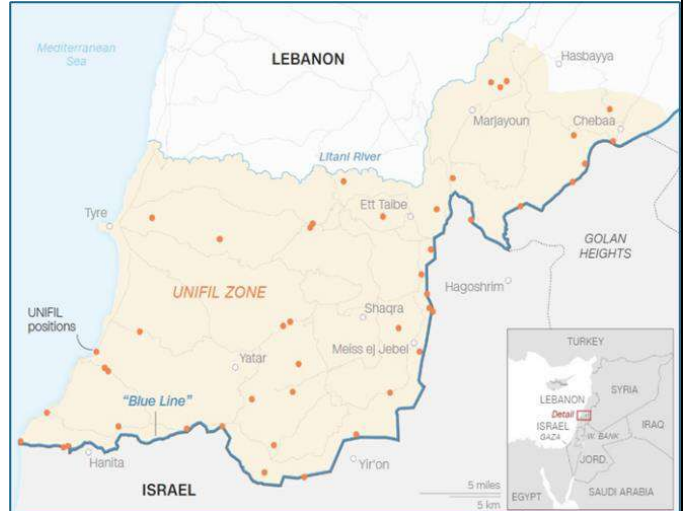 Mediterranean
Sea
LEBANON
Hasbayya
Marjayoun
Chebaa
Litani River
Tyre
Ett Taibe
GOLAN
HEIGHTS
UNIFIL ZONE
Hagoshrim
UNIFIL
positions
Shaqra
Meiss ej Jebel
Yatar
"Blue Line"
Hanita
Yir'on
ISRAEL
5 miles
5 km
TURKEY
SYRIA
LEBANON
Detail
ISRAEL
GAZA
W. BANK
IRAQ
JORD.
EGYPT
SAUDI ARABIA